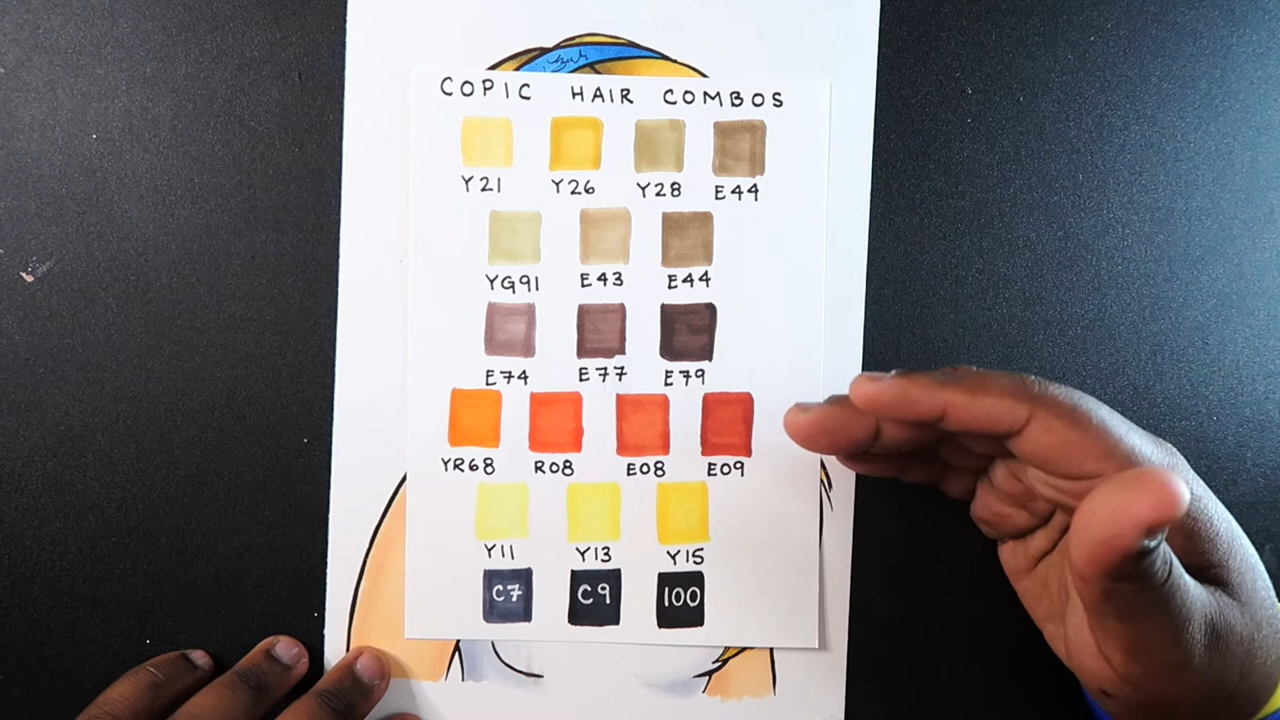 COPIC HAIR COMBOS
Y21 Y26 Y28 E44
YG91 E43 E44
E74 E77 E79
YR68 R08 E08 E09
Y11 Y13 Y15
C7 C9 100